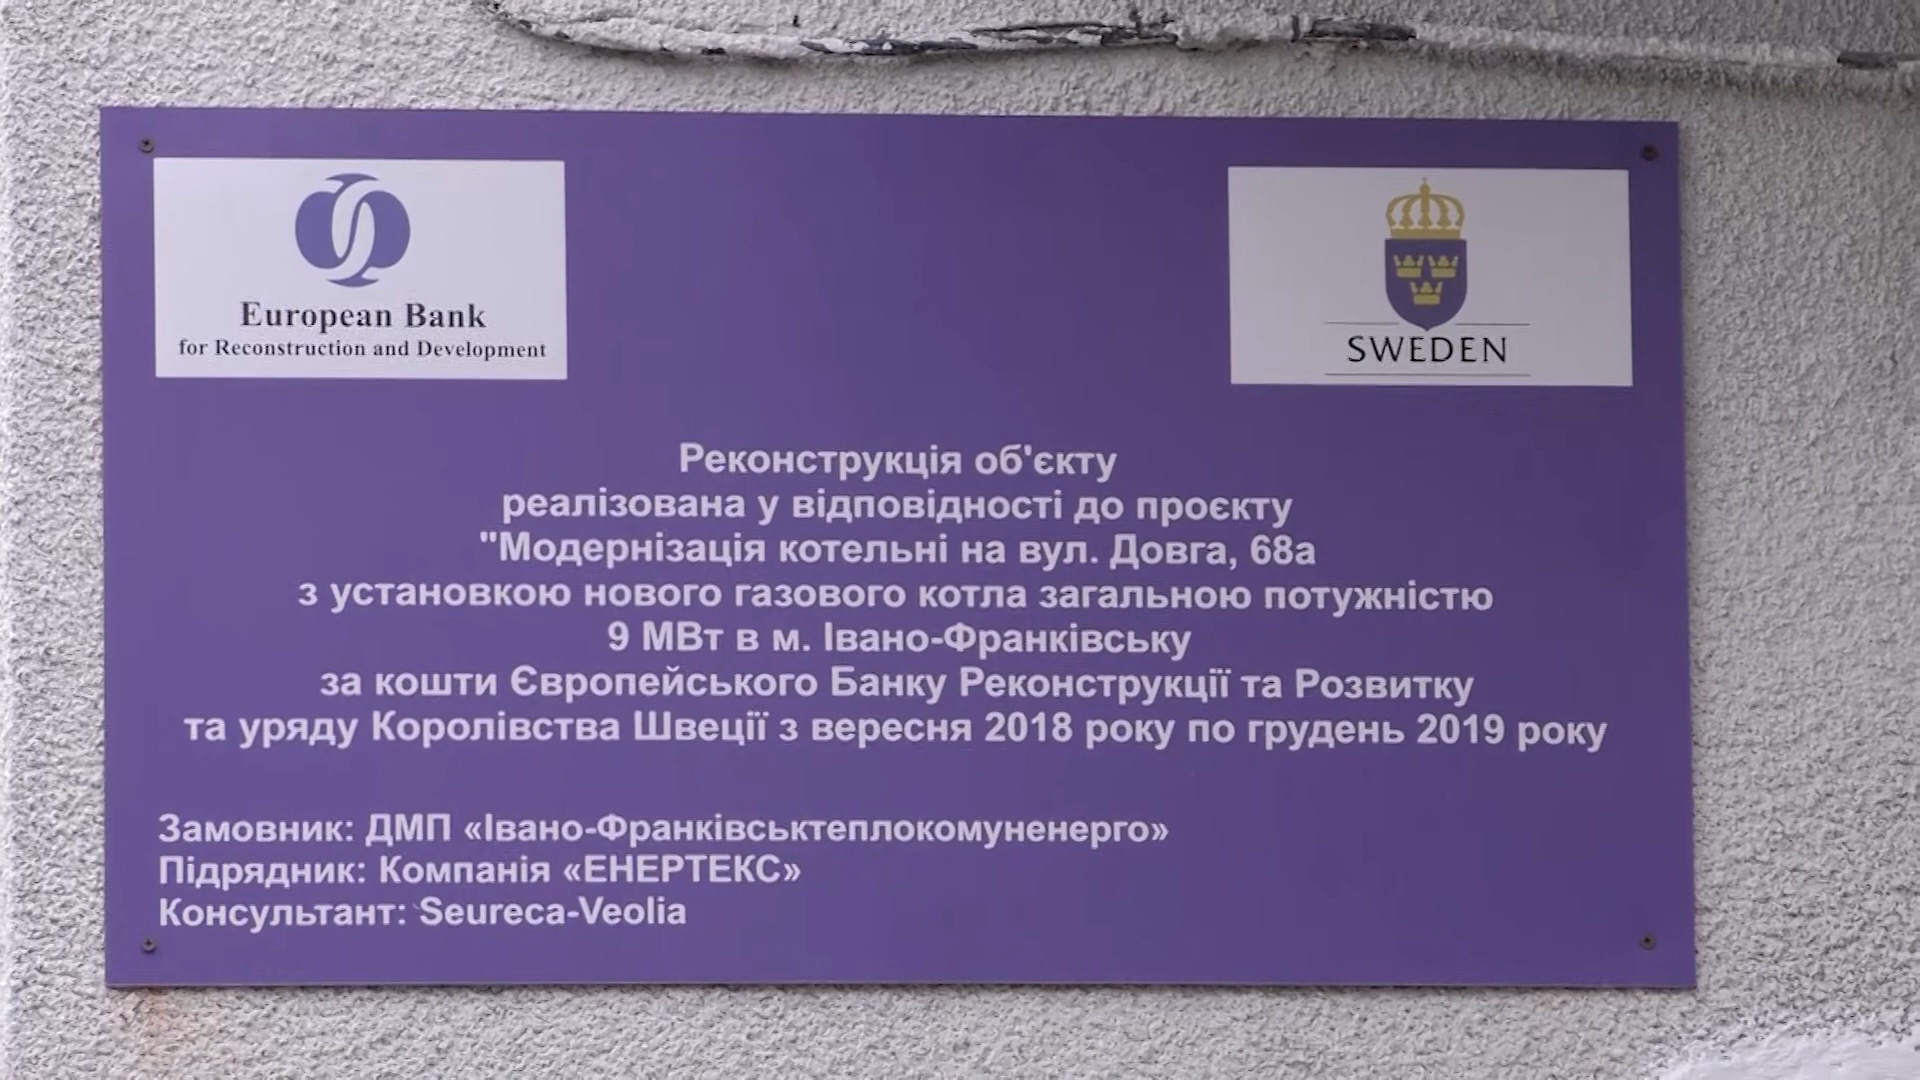 European Bank
for Reconstruction and Development
SWEDEN
Реконструкція об'єкту
реалізована у відповідності до проєкту
"Модернізація котельні на вул. Довга, 68а
з установкою нового газового котла загальною потужністю
9 МВт в м. Івано-Франківську
за кошти Європейського Банку Реконструкції та Розвитку
та уряду Королівства Швеції з вересня 2018 року по грудень 2019 року
Замовник: ДМП «Івано-Франківськтеплокомуненерго»
Підрядник: Компанія «ЕНЕРТЕКС»
Консультант: Seureca-Veolia